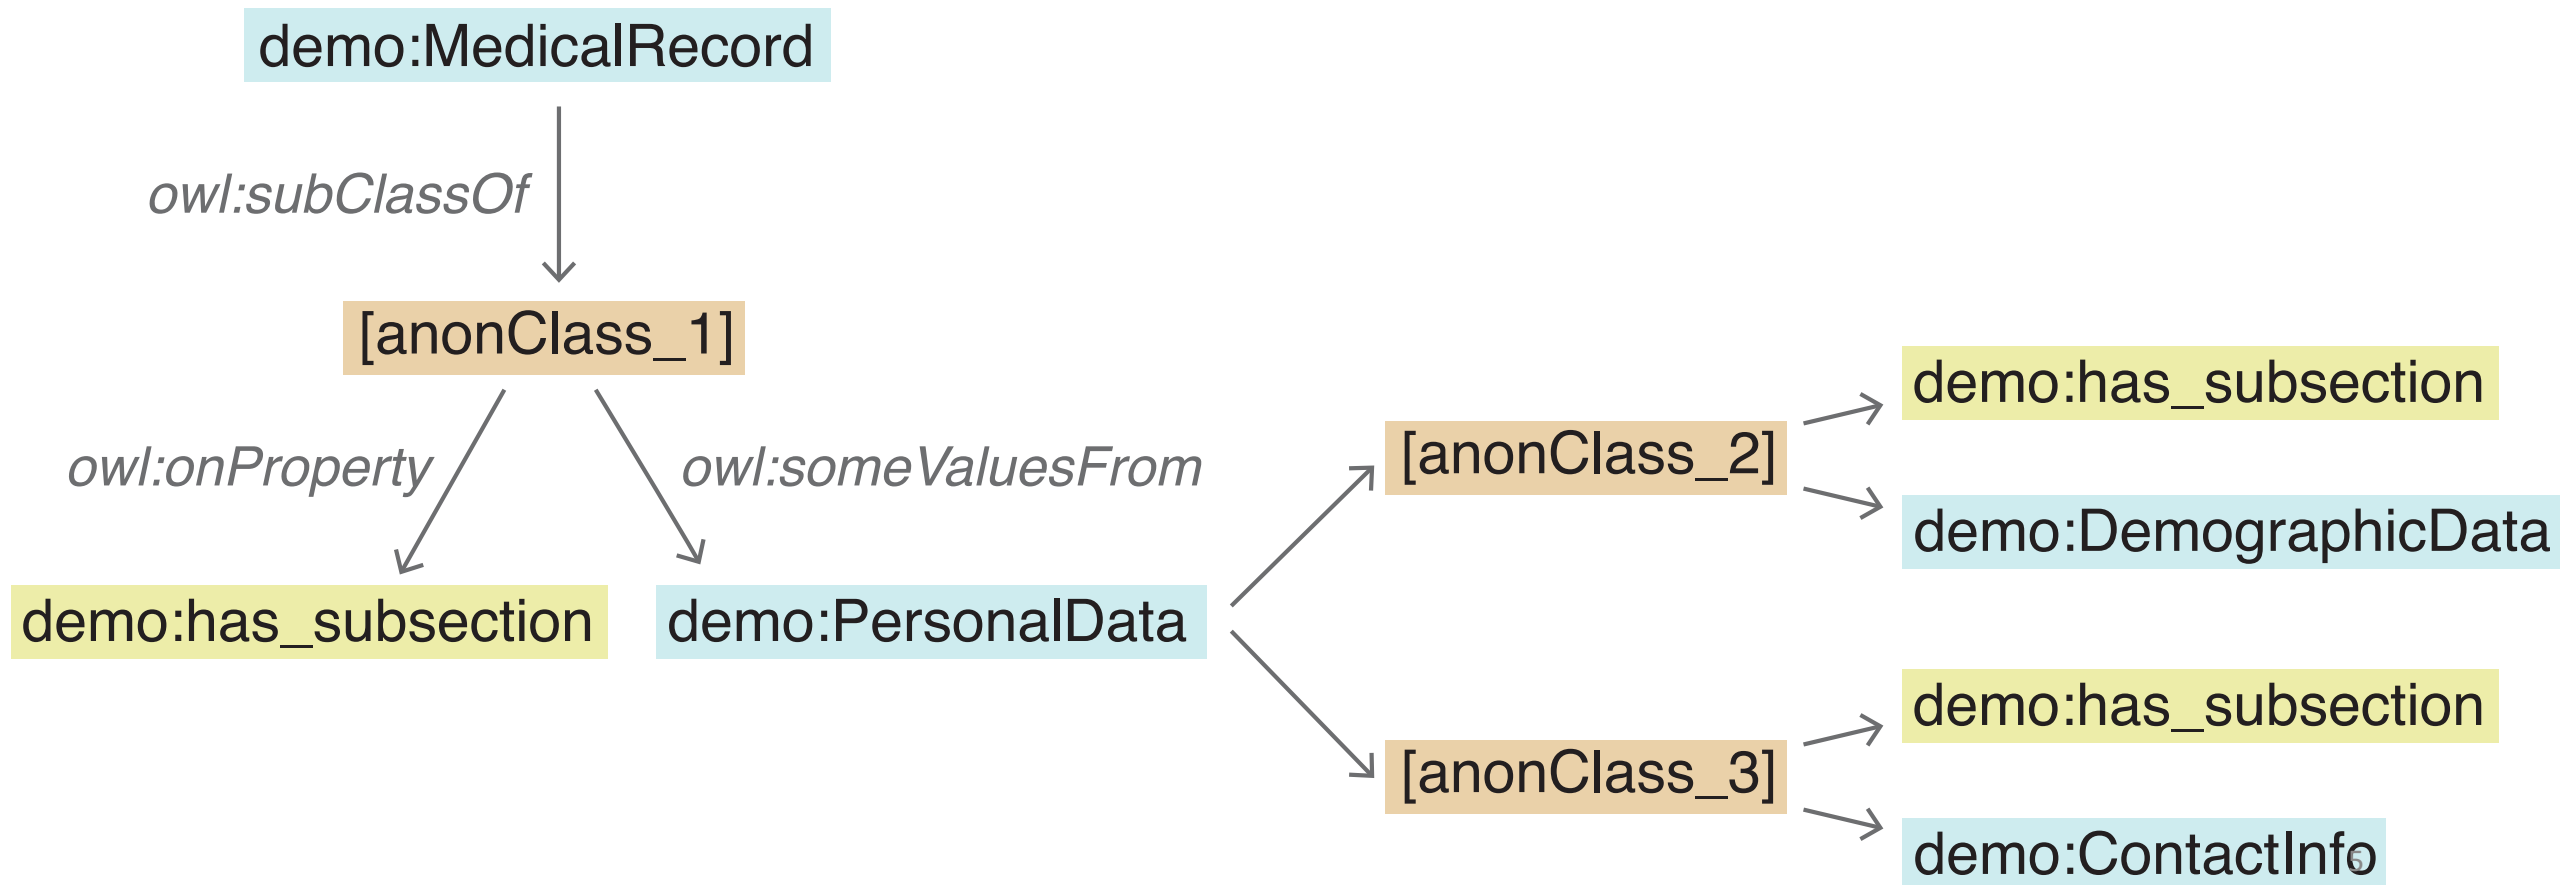 demo:MedicalRecord
owl:subClassOf
[anonClass_1]
owl:onProperty
owl:someValuesFrom
demo:has_subsection
demo:PersonalData
[anonClass_2]
demo:has_subsection
demo:DemographicData
[anonClass_3]
demo:has_subsection
demo:ContactInfo
5